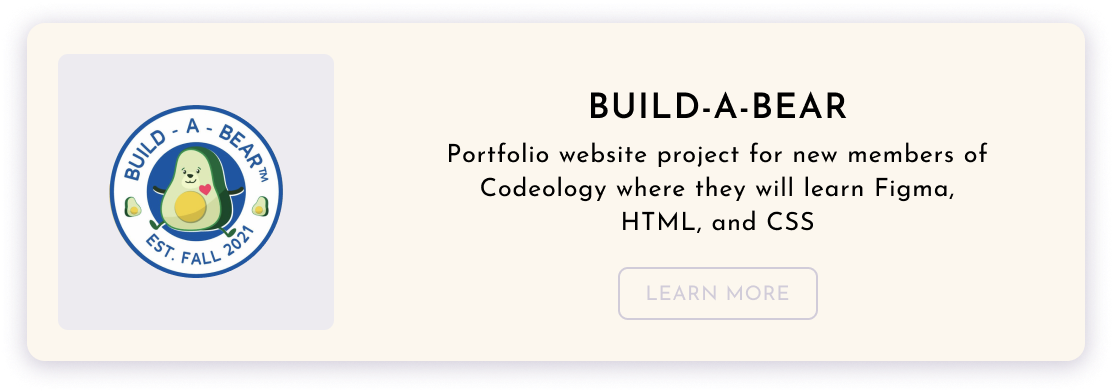 BUILD - A - BEAR™
EST. FALL 2021
BUILD-A-BEAR
Portfolio website project for new members of
Codeology where they will learn Figma,
HTML, and CSS
LEARN MORE